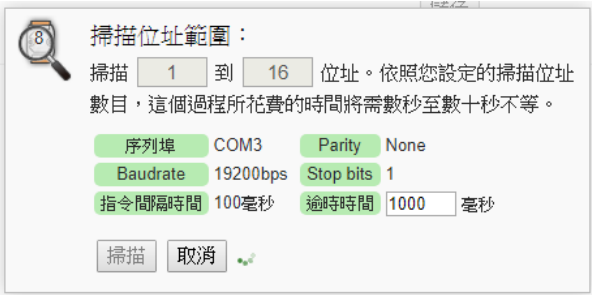 8
掃描位址範圍：
掃描 1 到 16 位址。依照您設定的掃描位址
數目，這個過程所花費的時間將需數秒至數十秒不等。
序列埠 COM3 Parity None
Baudrate 19200bps Stop bits 1
指令間隔時間 100毫秒 逾時時間 1000 毫秒
掃描 取消